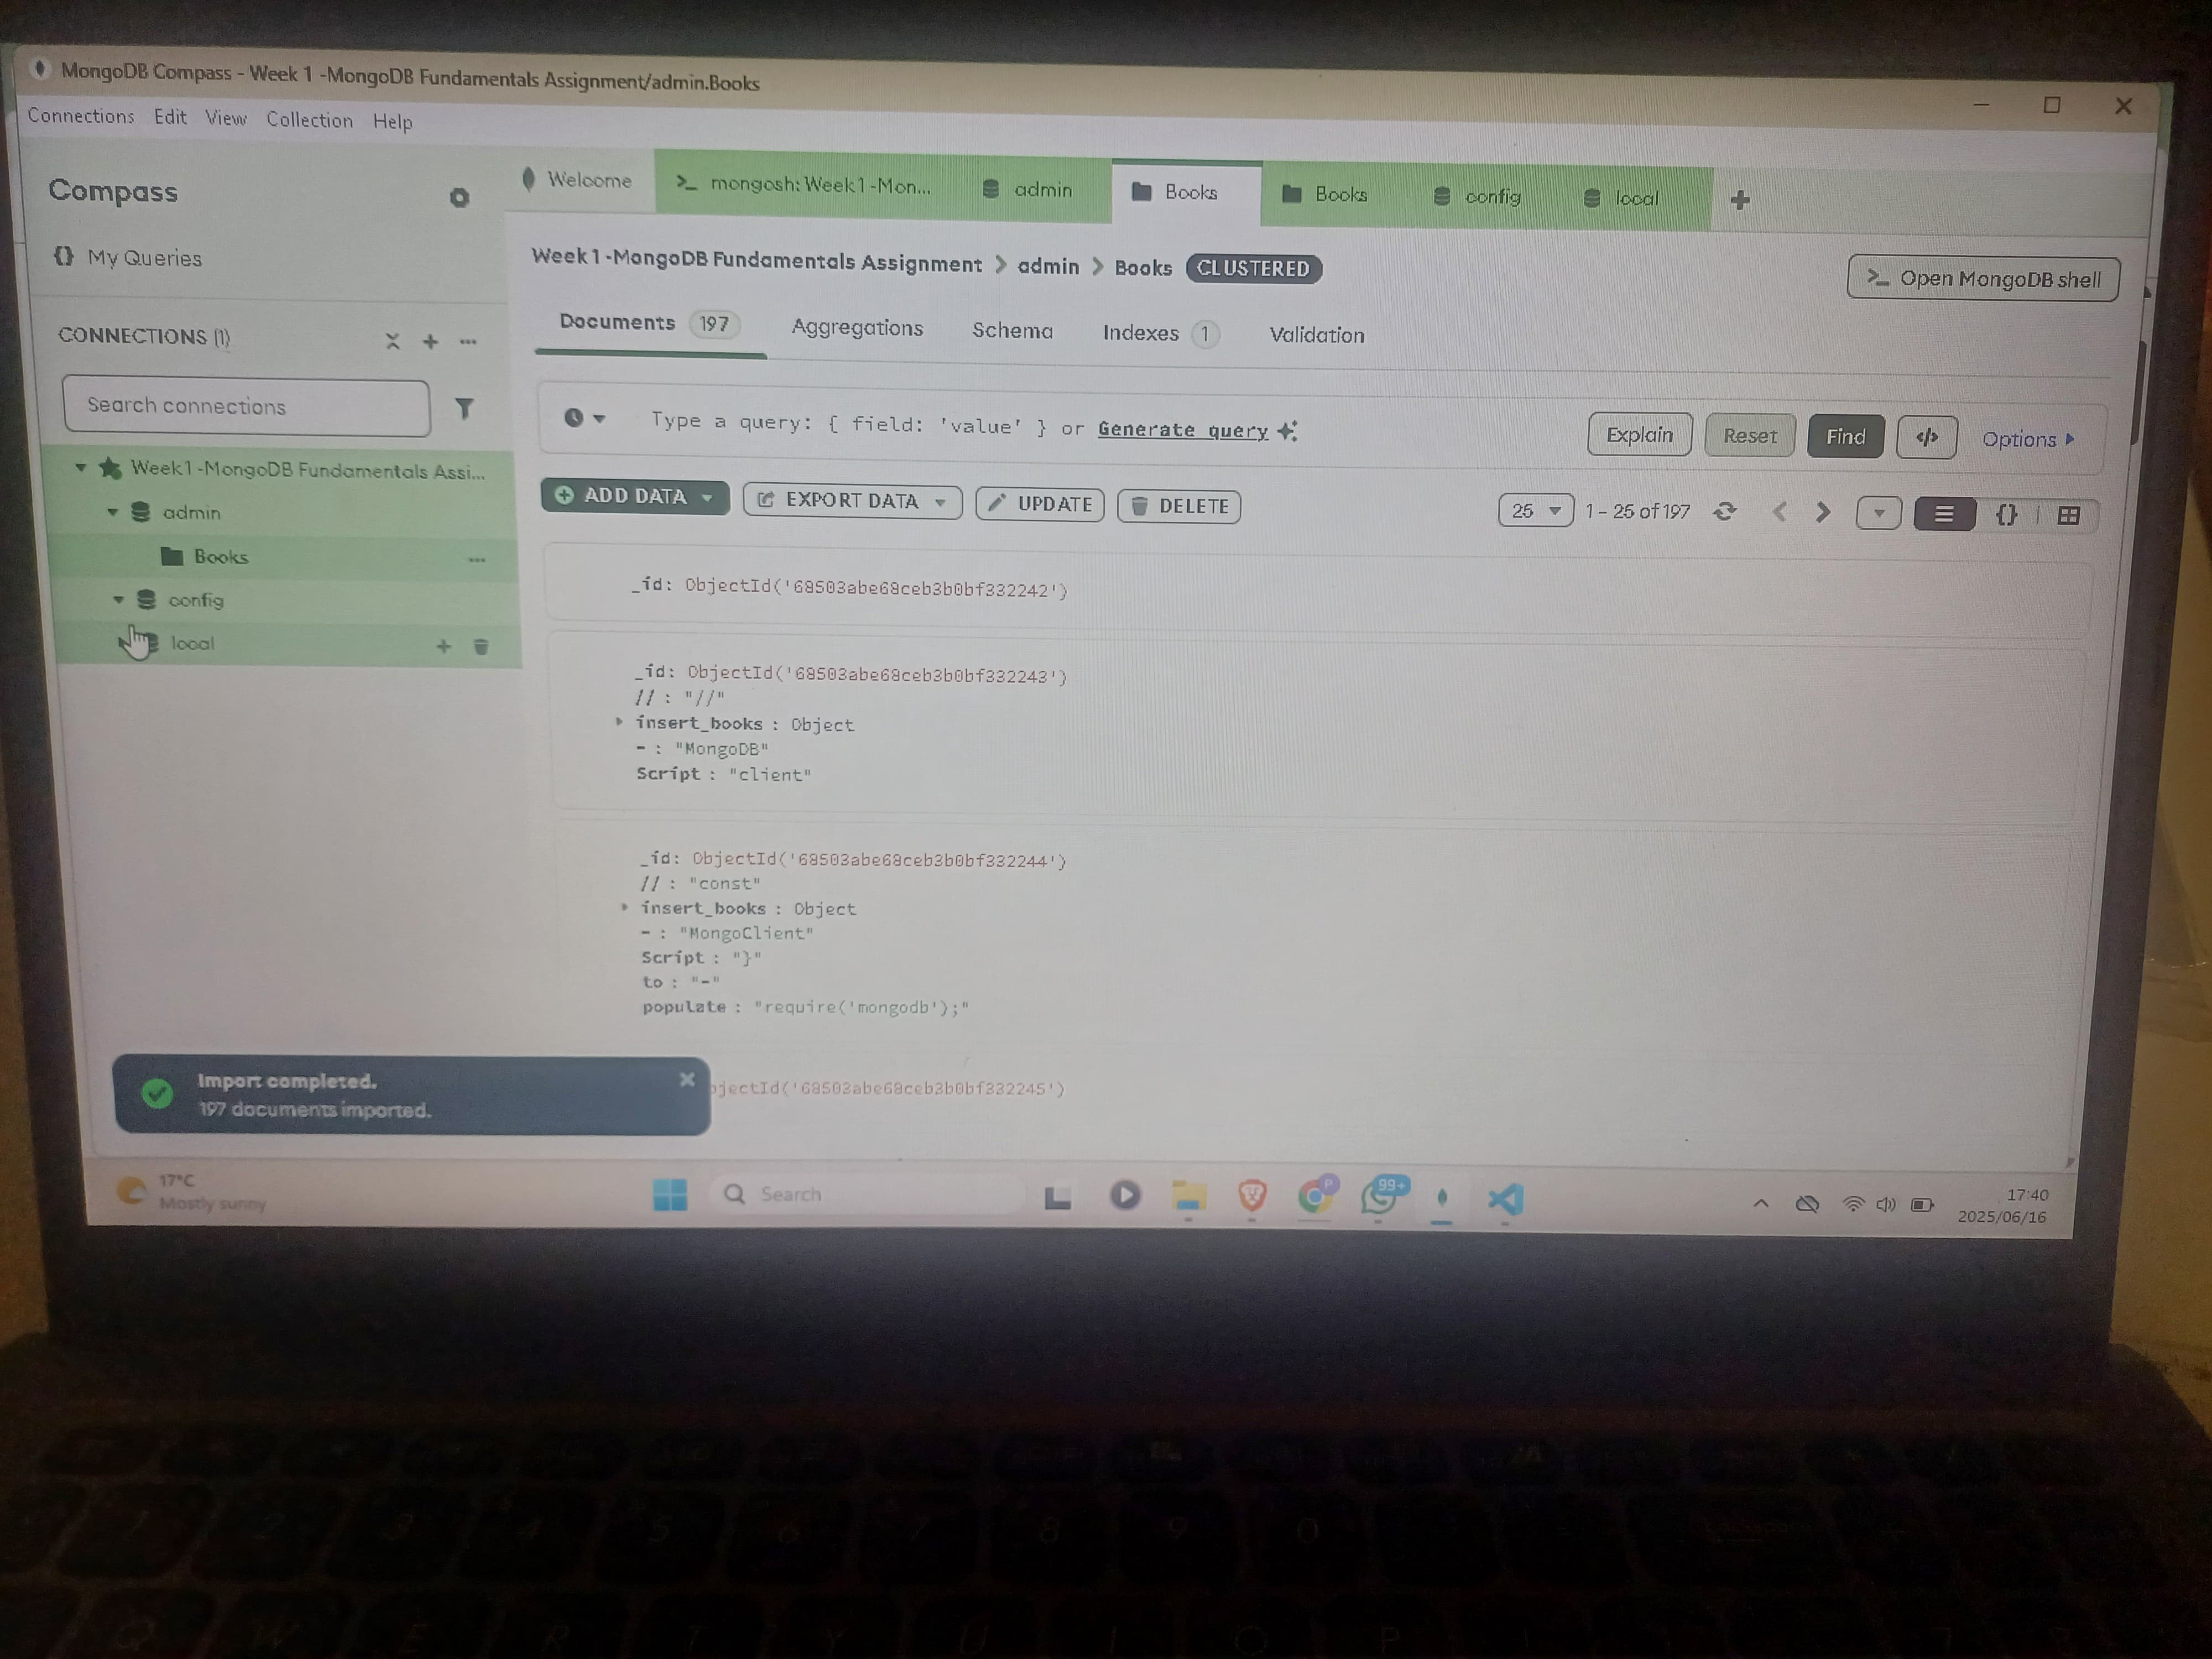 MongoDB Compass - Week 1 -MongoDB Fundamentals Assignment/admin.Books
Connections Edit View Collection Help
Compass
{} My Queries
CONNECTIONS (1)
Search connections
Week 1 -MongoDB Fundamentals Assi...
admin
Books
config
local
Welcome
>_ mongosh: Week 1 -Mon...
admin
Books
Books
config
local
Week 1 -MongoDB Fundamentals Assignment > admin > Books CLUSTERED
>_ Open MongoDB shell
Documents 197 Aggregations Schema Indexes 1 Validation
Type a query: { field: 'value' } or Generate query
Explain Reset Find </> Options
ADD DATA EXPORT DATA UPDATE DELETE
25 1 – 25 of 197 {}
_id: ObjectId('68503abe68ceb3b0bf332242')
_id: ObjectId('68503abe68ceb3b0bf332243')
// : "//"
insert_books : Object
- : "MongoDB"
Script : "client"
_id: ObjectId('68503abe68ceb3b0bf332244')
// : "const"
insert_books : Object
- : "MongoClient"
Script : "}"
to : "-"
populate : "require('mongodb');"
bjectId('68503abe68ceb3b0bf332245')
Import completed.
197 documents imported.
17°C
Mostly sunny
Search
P
99+
17:40
2025/06/16